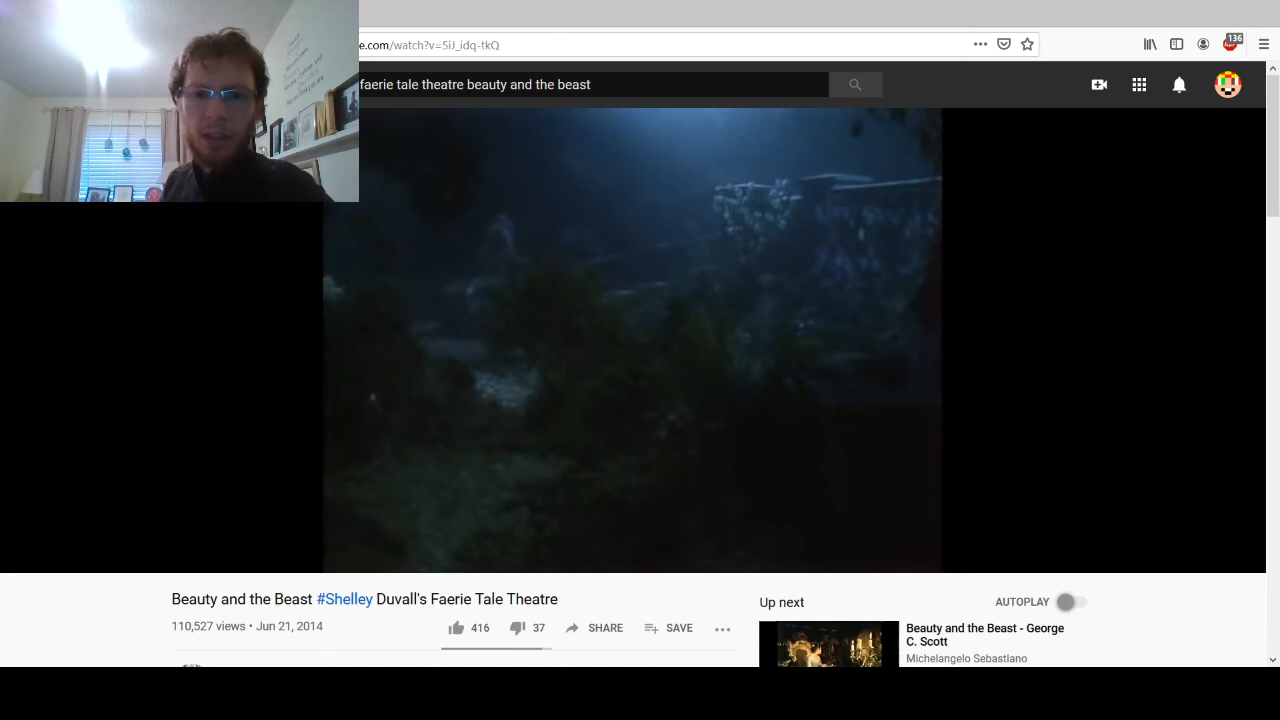 e.com/watch?v=5iJ_idq-tkQ
136
faerie tale theatre beauty and the beast
Beauty and the Beast #Shelley Duvall's Faerie Tale Theatre
110,527 views • Jun 21, 2014
416
37
SHARE
SAVE
Up next
AUTOPLAY
Beauty and the Beast - George
C. Scott
Michelangelo Sebastiano